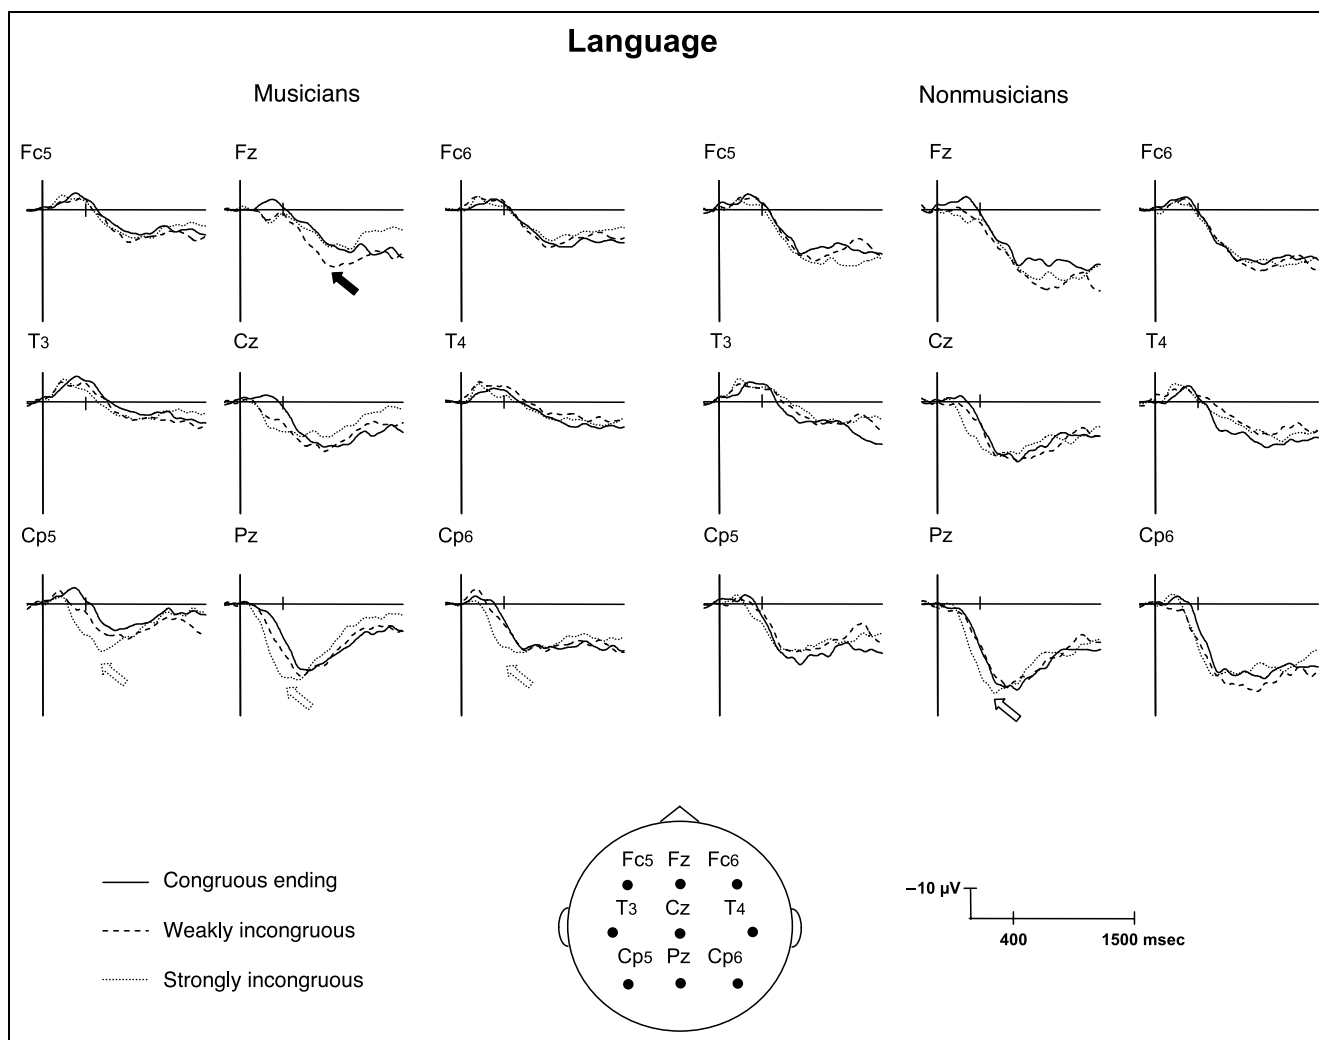 Language
Musicians Nonmusicians
Fc5 Fz Fc6 Fc5 Fz Fc6
T3 Cz T4 T3 Cz T4
Cp5 Pz Cp6 Cp5 Pz Cp6
Fc5 Fz Fc6
T3 Cz T4
Cp5 Pz Cp6
Congruous ending
Weakly incongruous
Strongly incongruous
–10 µV
400 1500 msec